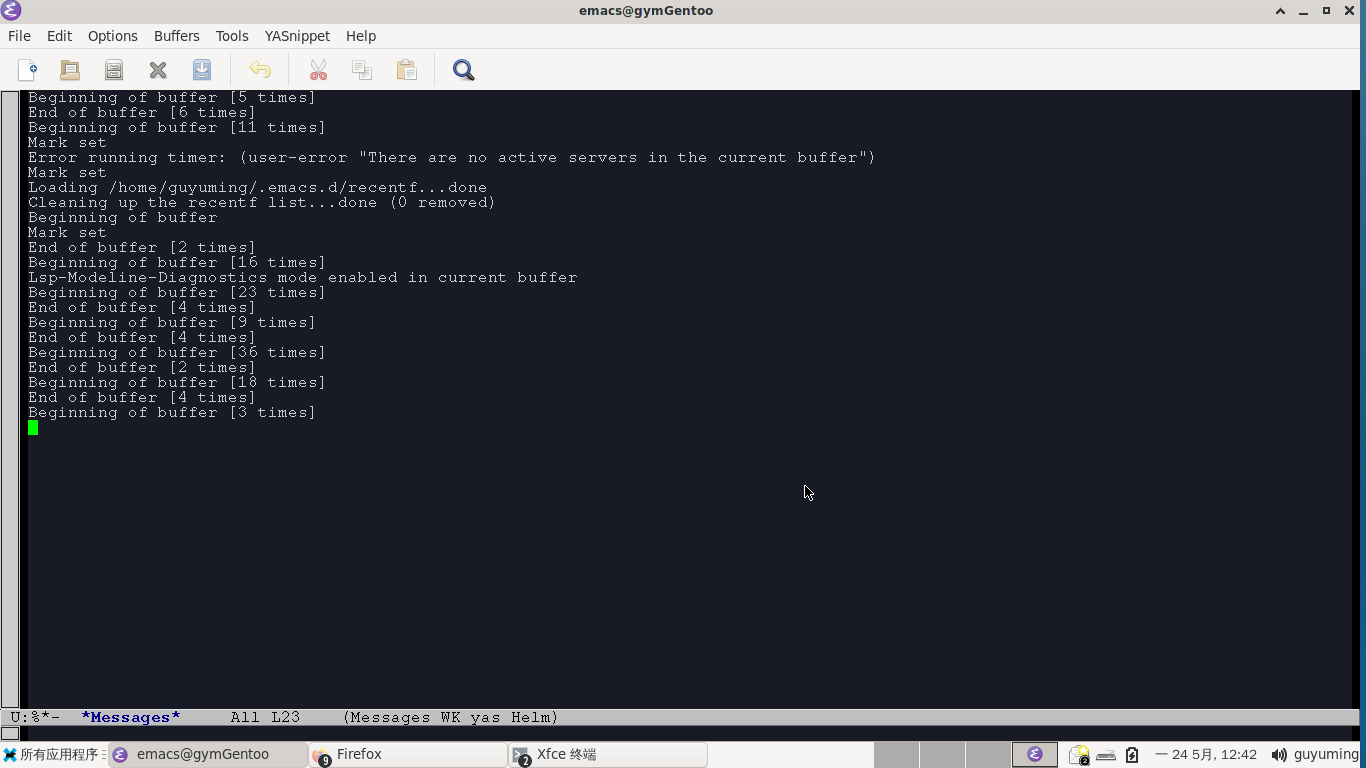 emacs@gymGentoo
File Edit Options Buffers Tools YASnippet Help
Beginning of buffer [5 times]
End of buffer [6 times]
Beginning of buffer [11 times]
Mark set
Error running timer: (user-error "There are no active servers in the current buffer")
Mark set
Loading /home/guyuming/.emacs.d/recentf...done
Cleaning up the recentf list...done (0 removed)
Beginning of buffer
Mark set
End of buffer [2 times]
Beginning of buffer [16 times]
Lsp-Modeline-Diagnostics mode enabled in current buffer
Beginning of buffer [23 times]
End of buffer [4 times]
Beginning of buffer [9 times]
End of buffer [4 times]
Beginning of buffer [36 times]
End of buffer [2 times]
Beginning of buffer [18 times]
End of buffer [4 times]
Beginning of buffer [3 times]
U:%*-  *Messages*     All L23    (Messages WK yas Helm)
所有应用程序 emacs@gymGentoo 9 Firefox 2 Xfce 终端 2 一 24 5月, 12:42 guyuming